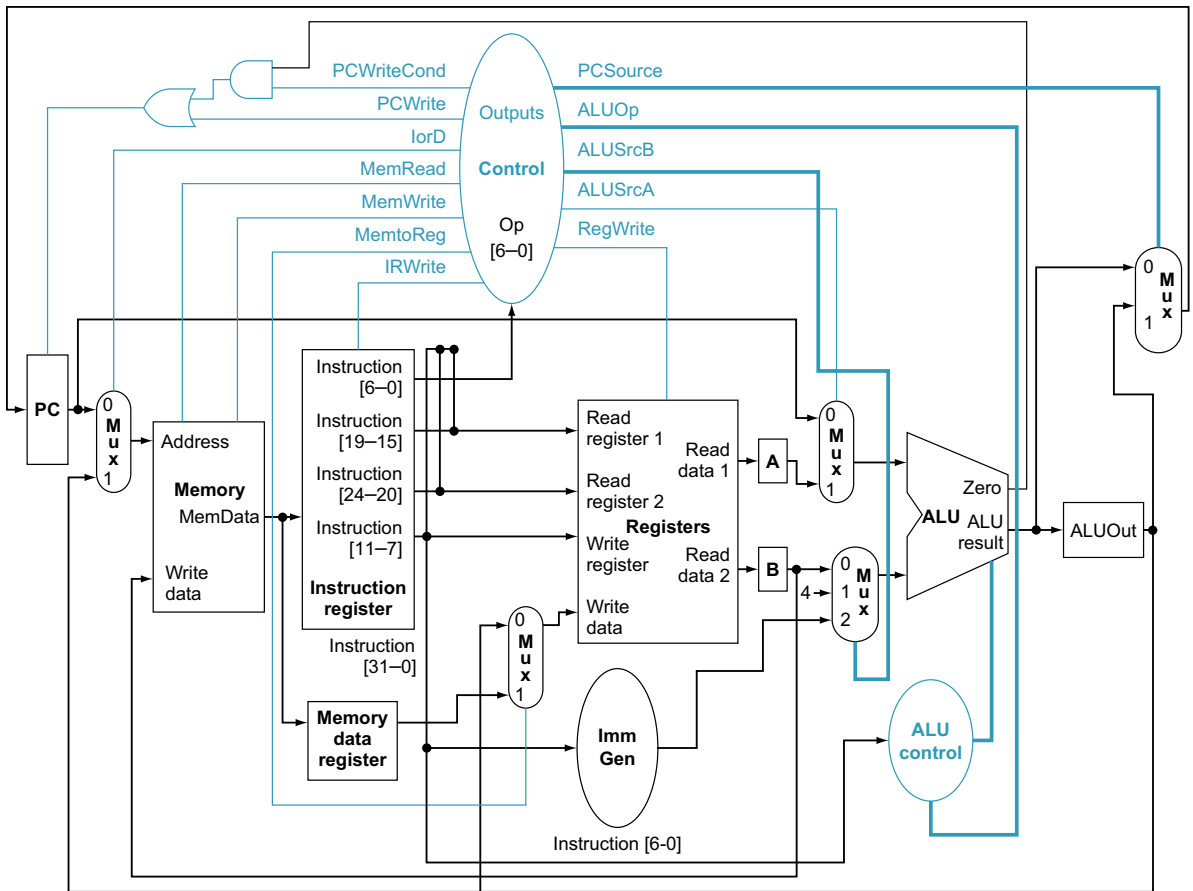 PCWriteCond
PCWrite
IorD
MemRead
MemWrite
MemtoReg
IRWrite
Outputs
Control
Op
[6–0]
PCSource
ALUOp
ALUSrcB
ALUSrcA
RegWrite
PC
0
M
u
x
1
Address
Memory
MemData
Write
data
Instruction
[6–0]
Instruction
[19–15]
Instruction
[24–20]
Instruction
[11–7]
Instruction
register
Instruction
[31–0]
Memory
data
register
0
M
u
x
1
Read
register 1
Read
register 2
Registers
Write
register
Write
data
Read
data 1
Read
data 2
Imm
Gen
Instruction [6-0]
A
B
0
M
u
x
1
4
0
1
2
M
u
x
Zero
ALU
ALU
result
ALU
control
ALUOut
0
M
u
x
1